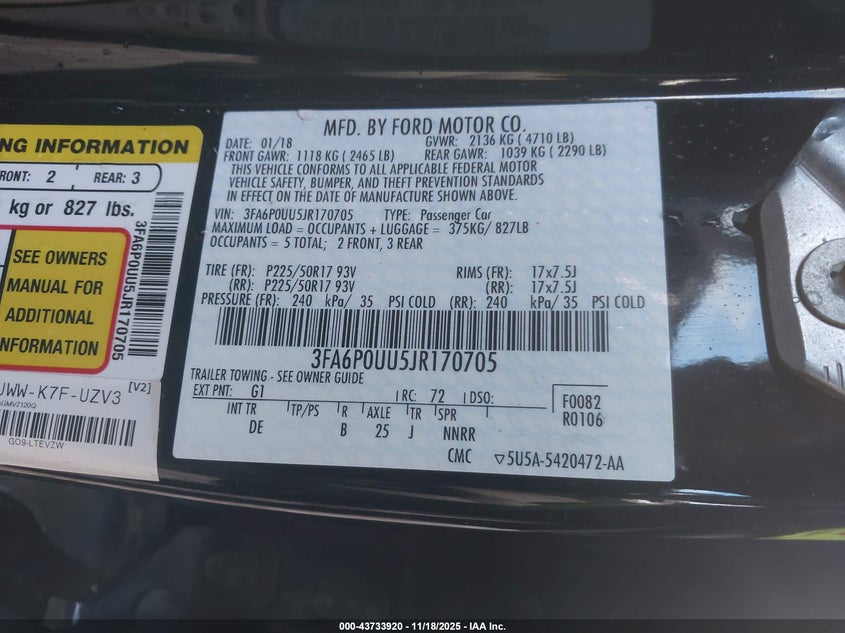 NG INFORMATION
RONT: 2
REAR: 3
kg or 827 lbs.
SEE OWNERS
MANUAL FOR
ADDITIONAL
INFORMATION
3FA6P0UU5JR170705
UWW-K7F-UZV3
[V2]
GO9-LTEVZW
MFD. BY FORD MOTOR CO.
DATE: 01/18
GVWR: 2136 KG ( 4710 LB)
FRONT GAWR: 1118 KG ( 2465 LB)
REAR GAWR: 1039 KG ( 2290 LB)
THIS VEHICLE CONFORMS TO ALL APPLICABLE FEDERAL MOTOR
VEHICLE SAFETY, BUMPER, AND THEFT PREVENTION STANDARDS
IN EFFECT ON THE DATE OF MANUFACTURE SHOWN ABOVE.
VIN: 3FA6P0UU5JR170705 TYPE: Passenger Car
MAXIMUM LOAD = OCCUPANTS + LUGGAGE = 375KG/ 827LB
OCCUPANTS = 5 TOTAL; 2 FRONT, 3 REAR
TIRE (FR): P225/50R17 93V RIMS (FR): 17x7.5J
(RR): P225/50R17 93V (RR): 17x7.5J
PRESSURE (FR): 240 kPa/ 35 PSI COLD (RR): 240 kPa/ 35 PSI COLD
3FA6P0UU5JR170705
TRAILER TOWING - SEE OWNER GUIDE
EXT PNT: G1 RC: 72 DSO:
F0082
R0106
INT TR TP/PS R AXLE TR SPR
DE B 25 J NNRR
CMC ▽5U5A-5420472-AA
000-43733920 - 11/18/2025 - IAA Inc.